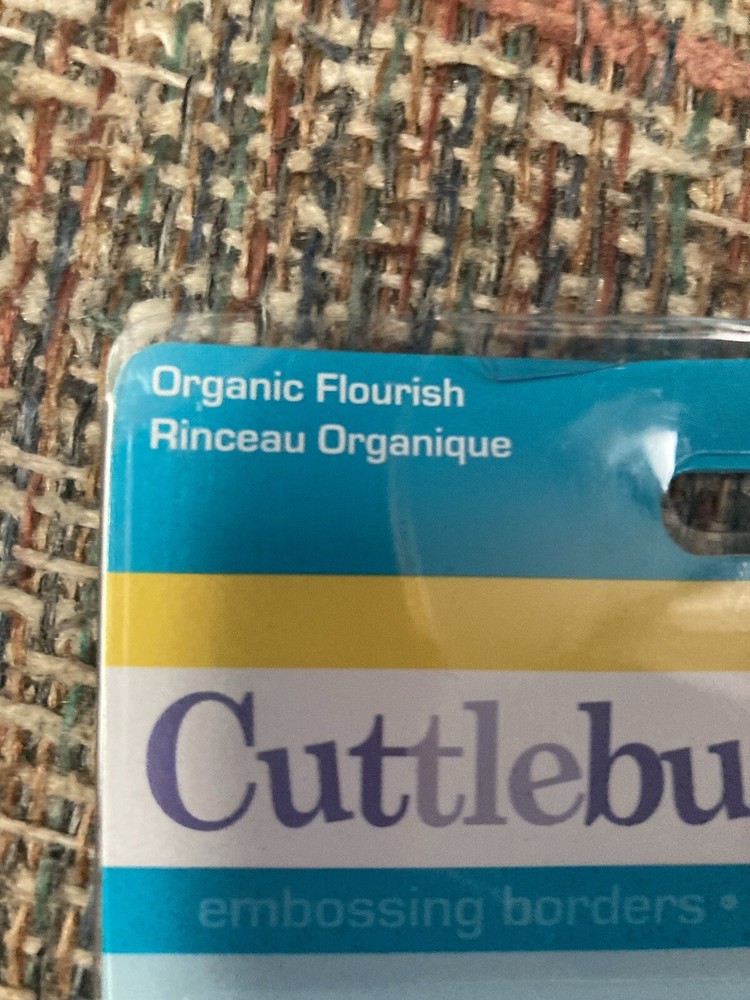 Organic Flourish
Rinceau Organique
Cuttlebu
embossing borders •